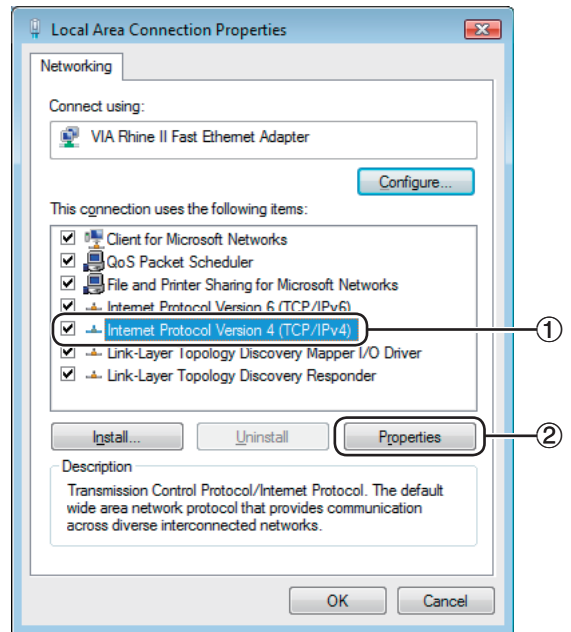 Local Area Connection Properties
Networking
Connect using:
VIA Rhine II Fast Ethernet Adapter
Configure...
This connection uses the following items:
Client for Microsoft Networks
QoS Packet Scheduler
File and Printer Sharing for Microsoft Networks
Internet Protocol Version 6 (TCP/IPv6)
Internet Protocol Version 4 (TCP/IPv4)
①
Link-Layer Topology Discovery Mapper I/O Driver
Link-Layer Topology Discovery Responder
Install...
Uninstall
Properties
②
Description
Transmission Control Protocol/Internet Protocol. The default
wide area network protocol that provides communication
across diverse interconnected networks.
OK
Cancel